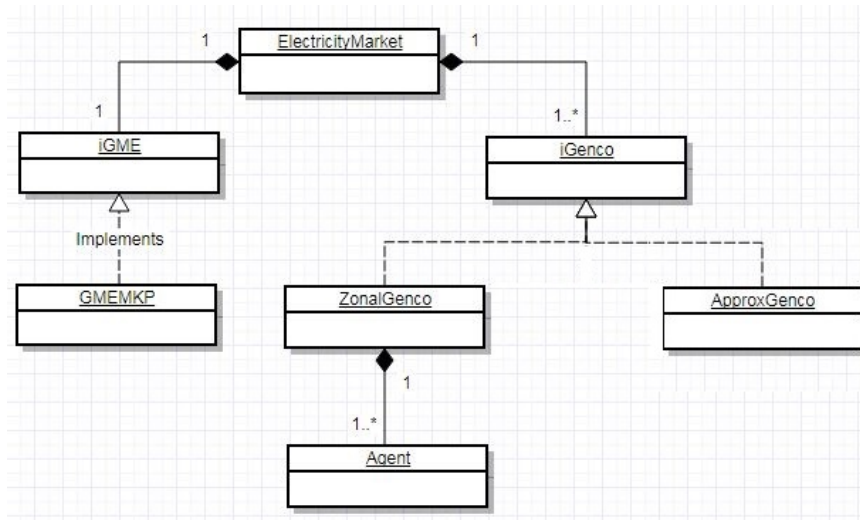 ElectricityMarket
1
1
1
1..*
iGME
iGenco
Implements
GMEMKP
ZonalGenco
ApproxGenco
1
1..*
Agent